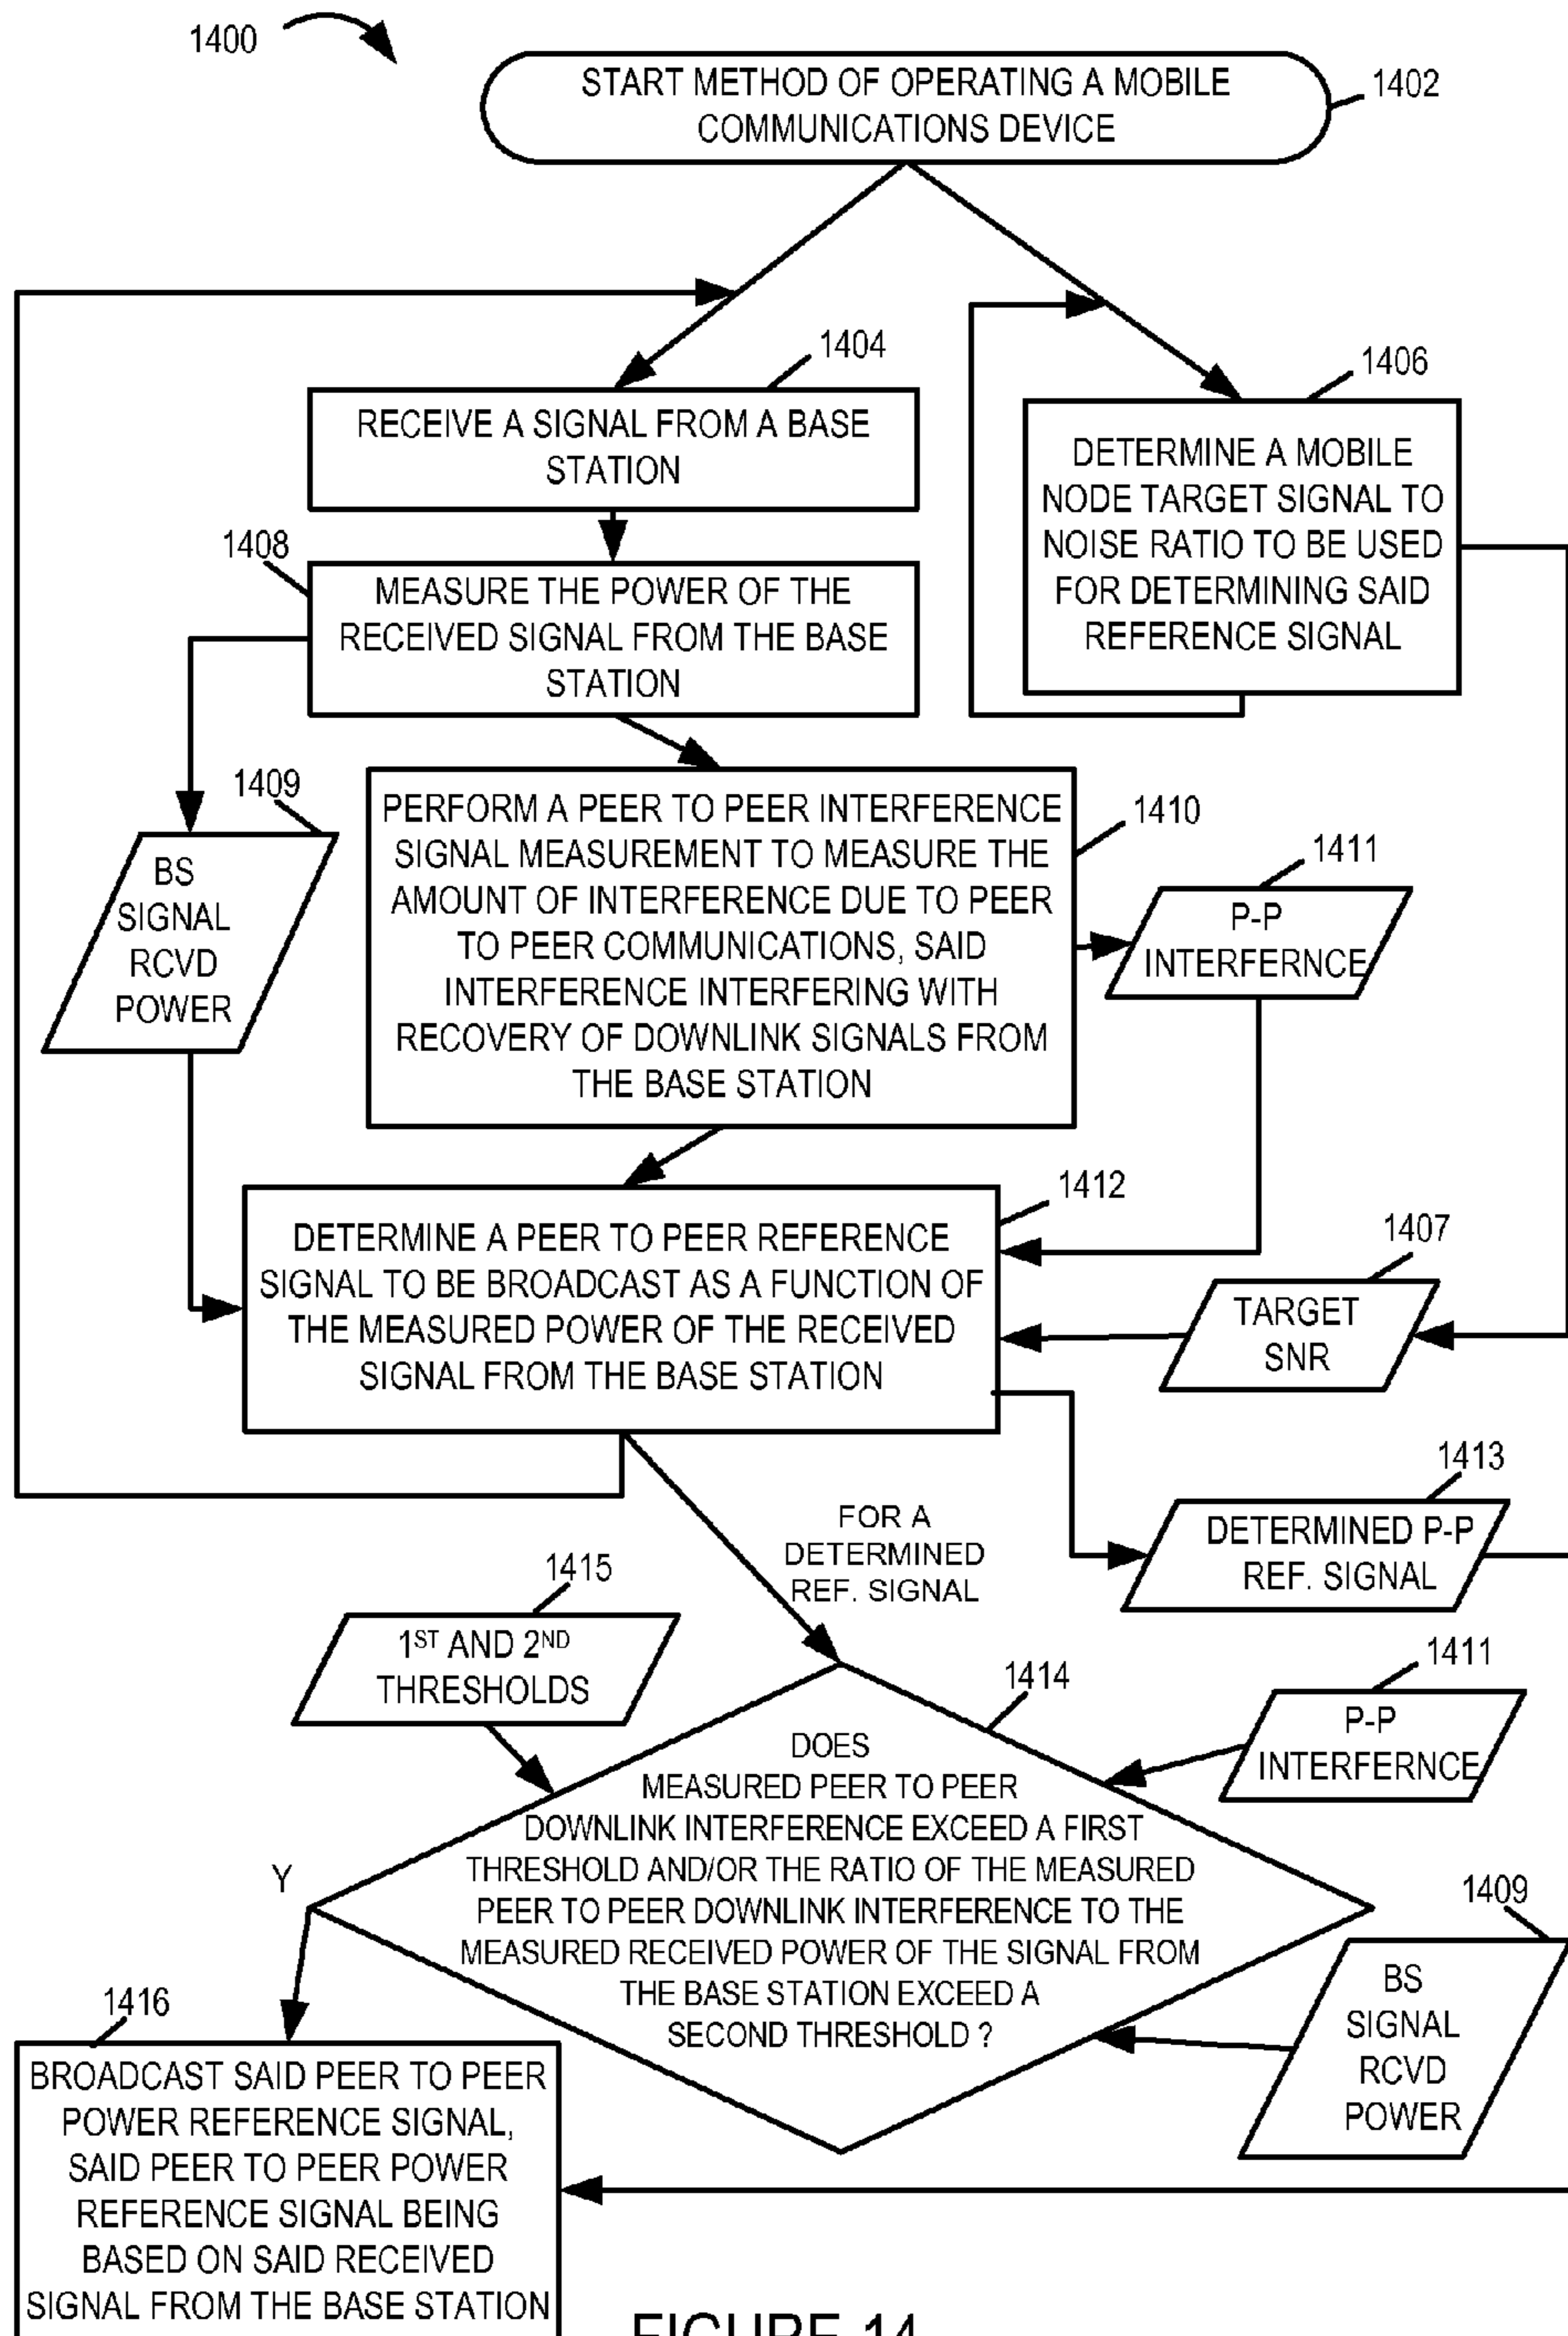 1400
START METHOD OF OPERATING A MOBILE
COMMUNICATIONS DEVICE
1402
1404
RECEIVE A SIGNAL FROM A BASE
STATION
1406
DETERMINE A MOBILE
NODE TARGET SIGNAL TO
NOISE RATIO TO BE USED
FOR DETERMINING SAID
REFERENCE SIGNAL
1408
MEASURE THE POWER OF THE
RECEIVED SIGNAL FROM THE BASE
STATION
1409
BS
SIGNAL
RCVD
POWER
PERFORM A PEER TO PEER INTERFERENCE
SIGNAL MEASUREMENT TO MEASURE THE
AMOUNT OF INTERFERENCE DUE TO PEER
TO PEER COMMUNICATIONS, SAID
INTERFERENCE INTERFERING WITH
RECOVERY OF DOWNLINK SIGNALS FROM
THE BASE STATION
1410
1411
P-P
INTERFERNCE
1412
DETERMINE A PEER TO PEER REFERENCE
SIGNAL TO BE BROADCAST AS A FUNCTION OF
THE MEASURED POWER OF THE RECEIVED
SIGNAL FROM THE BASE STATION
1407
TARGET
SNR
1413
DETERMINED P-P
REF. SIGNAL
FOR A
DETERMINED
REF. SIGNAL
1415
1ST AND 2ND
THRESHOLDS
1414
1411
P-P
INTERFERNCE
DOES
MEASURED PEER TO PEER
DOWNLINK INTERFERENCE EXCEED A FIRST
THRESHOLD AND/OR THE RATIO OF THE MEASURED
PEER TO PEER DOWNLINK INTERFERENCE TO THE
MEASURED RECEIVED POWER OF THE SIGNAL FROM
THE BASE STATION EXCEED A
SECOND THRESHOLD ?
Y
1409
BS
SIGNAL
RCVD
POWER
1416
BROADCAST SAID PEER TO PEER
POWER REFERENCE SIGNAL,
SAID PEER TO PEER POWER
REFERENCE SIGNAL BEING
BASED ON SAID RECEIVED
SIGNAL FROM THE BASE STATION
FIGURE 14